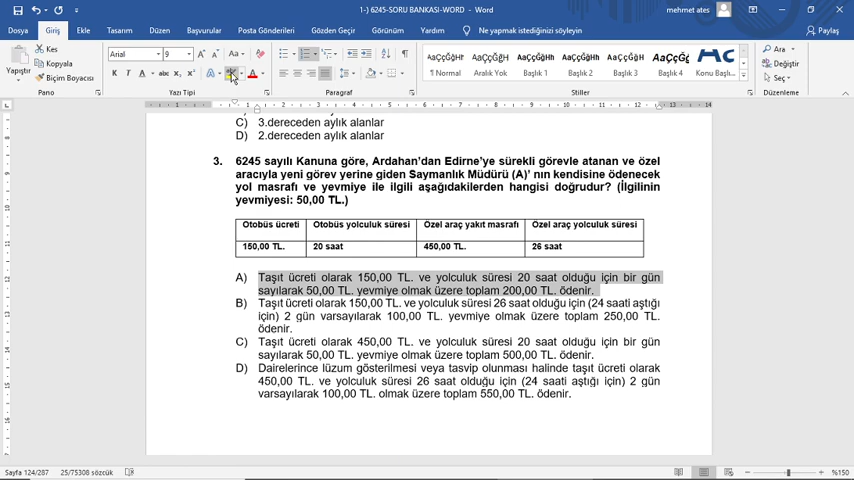 1-) 6245-SORU BANKASI-WORD - Word
mehmet ates
Dosya Giriş Ekle Tasarım Düzen Başvurular Posta Gönderileri Gözden Geçir Görünüm Yardım Ne yapmak istediğinizi söyleyin Paylaş
Yapıştır
Kes
Kopyala
Biçim Boyacısı
Arial 9
Aa
K T A abc x₂ x²
AaÇçĞğHh AaÇçĞğHh AaÇçĞğH AaÇçĞğHh AaÇçĞğH AaÇçĞğ
¶ Normal Aralık Yok Başlık 1 Başlık 2 Başlık 3 Başlık 4 Konu Başlı...
Ara
Değiştir
Seç
Pano Yazı Tipi Paragraf Stiller Düzenleme
C) 3.dereceden aylık alanlar
D) 2.dereceden aylık alanlar
3. 6245 sayılı Kanuna göre, Ardahan'dan Edirne'ye sürekli görevle atanan ve özel
aracıyla yeni görev yerine giden Saymanlık Müdürü (A)' nın kendisine ödenecek
yol masrafı ve yevmiye ile ilgili aşağıdakilerden hangisi doğrudur? (İlgilinin
yevmiyesi: 50,00 TL.)
Otobüs ücreti Otobüs yolculuk süresi Özel araç yakıt masrafı Özel araç yolculuk süresi
150,00 TL. 20 saat 450,00 TL. 26 saat
A) Taşıt ücreti olarak 150,00 TL. ve yolculuk süresi 20 saat olduğu için bir gün
sayılarak 50,00 TL. yevmiye olmak üzere toplam 200,00 TL. ödenir.
B) Taşıt ücreti olarak 150,00 TL. ve yolculuk süresi 26 saat olduğu için (24 saati aştığı
için) 2 gün varsayılarak 100,00 TL. yevmiye olmak üzere toplam 250,00 TL.
ödenir.
C) Taşıt ücreti olarak 450,00 TL. ve yolculuk süresi 20 saat olduğu için bir gün
sayılarak 50,00 TL. yevmiye olmak üzere toplam 500,00 TL. ödenir.
D) Dairelerince lüzum gösterilmesi veya tasvip olunması halinde taşıt ücreti olarak
450,00 TL. ve yolculuk süresi 26 saat olduğu için (24 saati aştığı için) 2 gün
varsayılarak 100,00 TL. olmak üzere toplam 550,00 TL. ödenir.
Sayfa 124/287 25/75308 sözcük %150